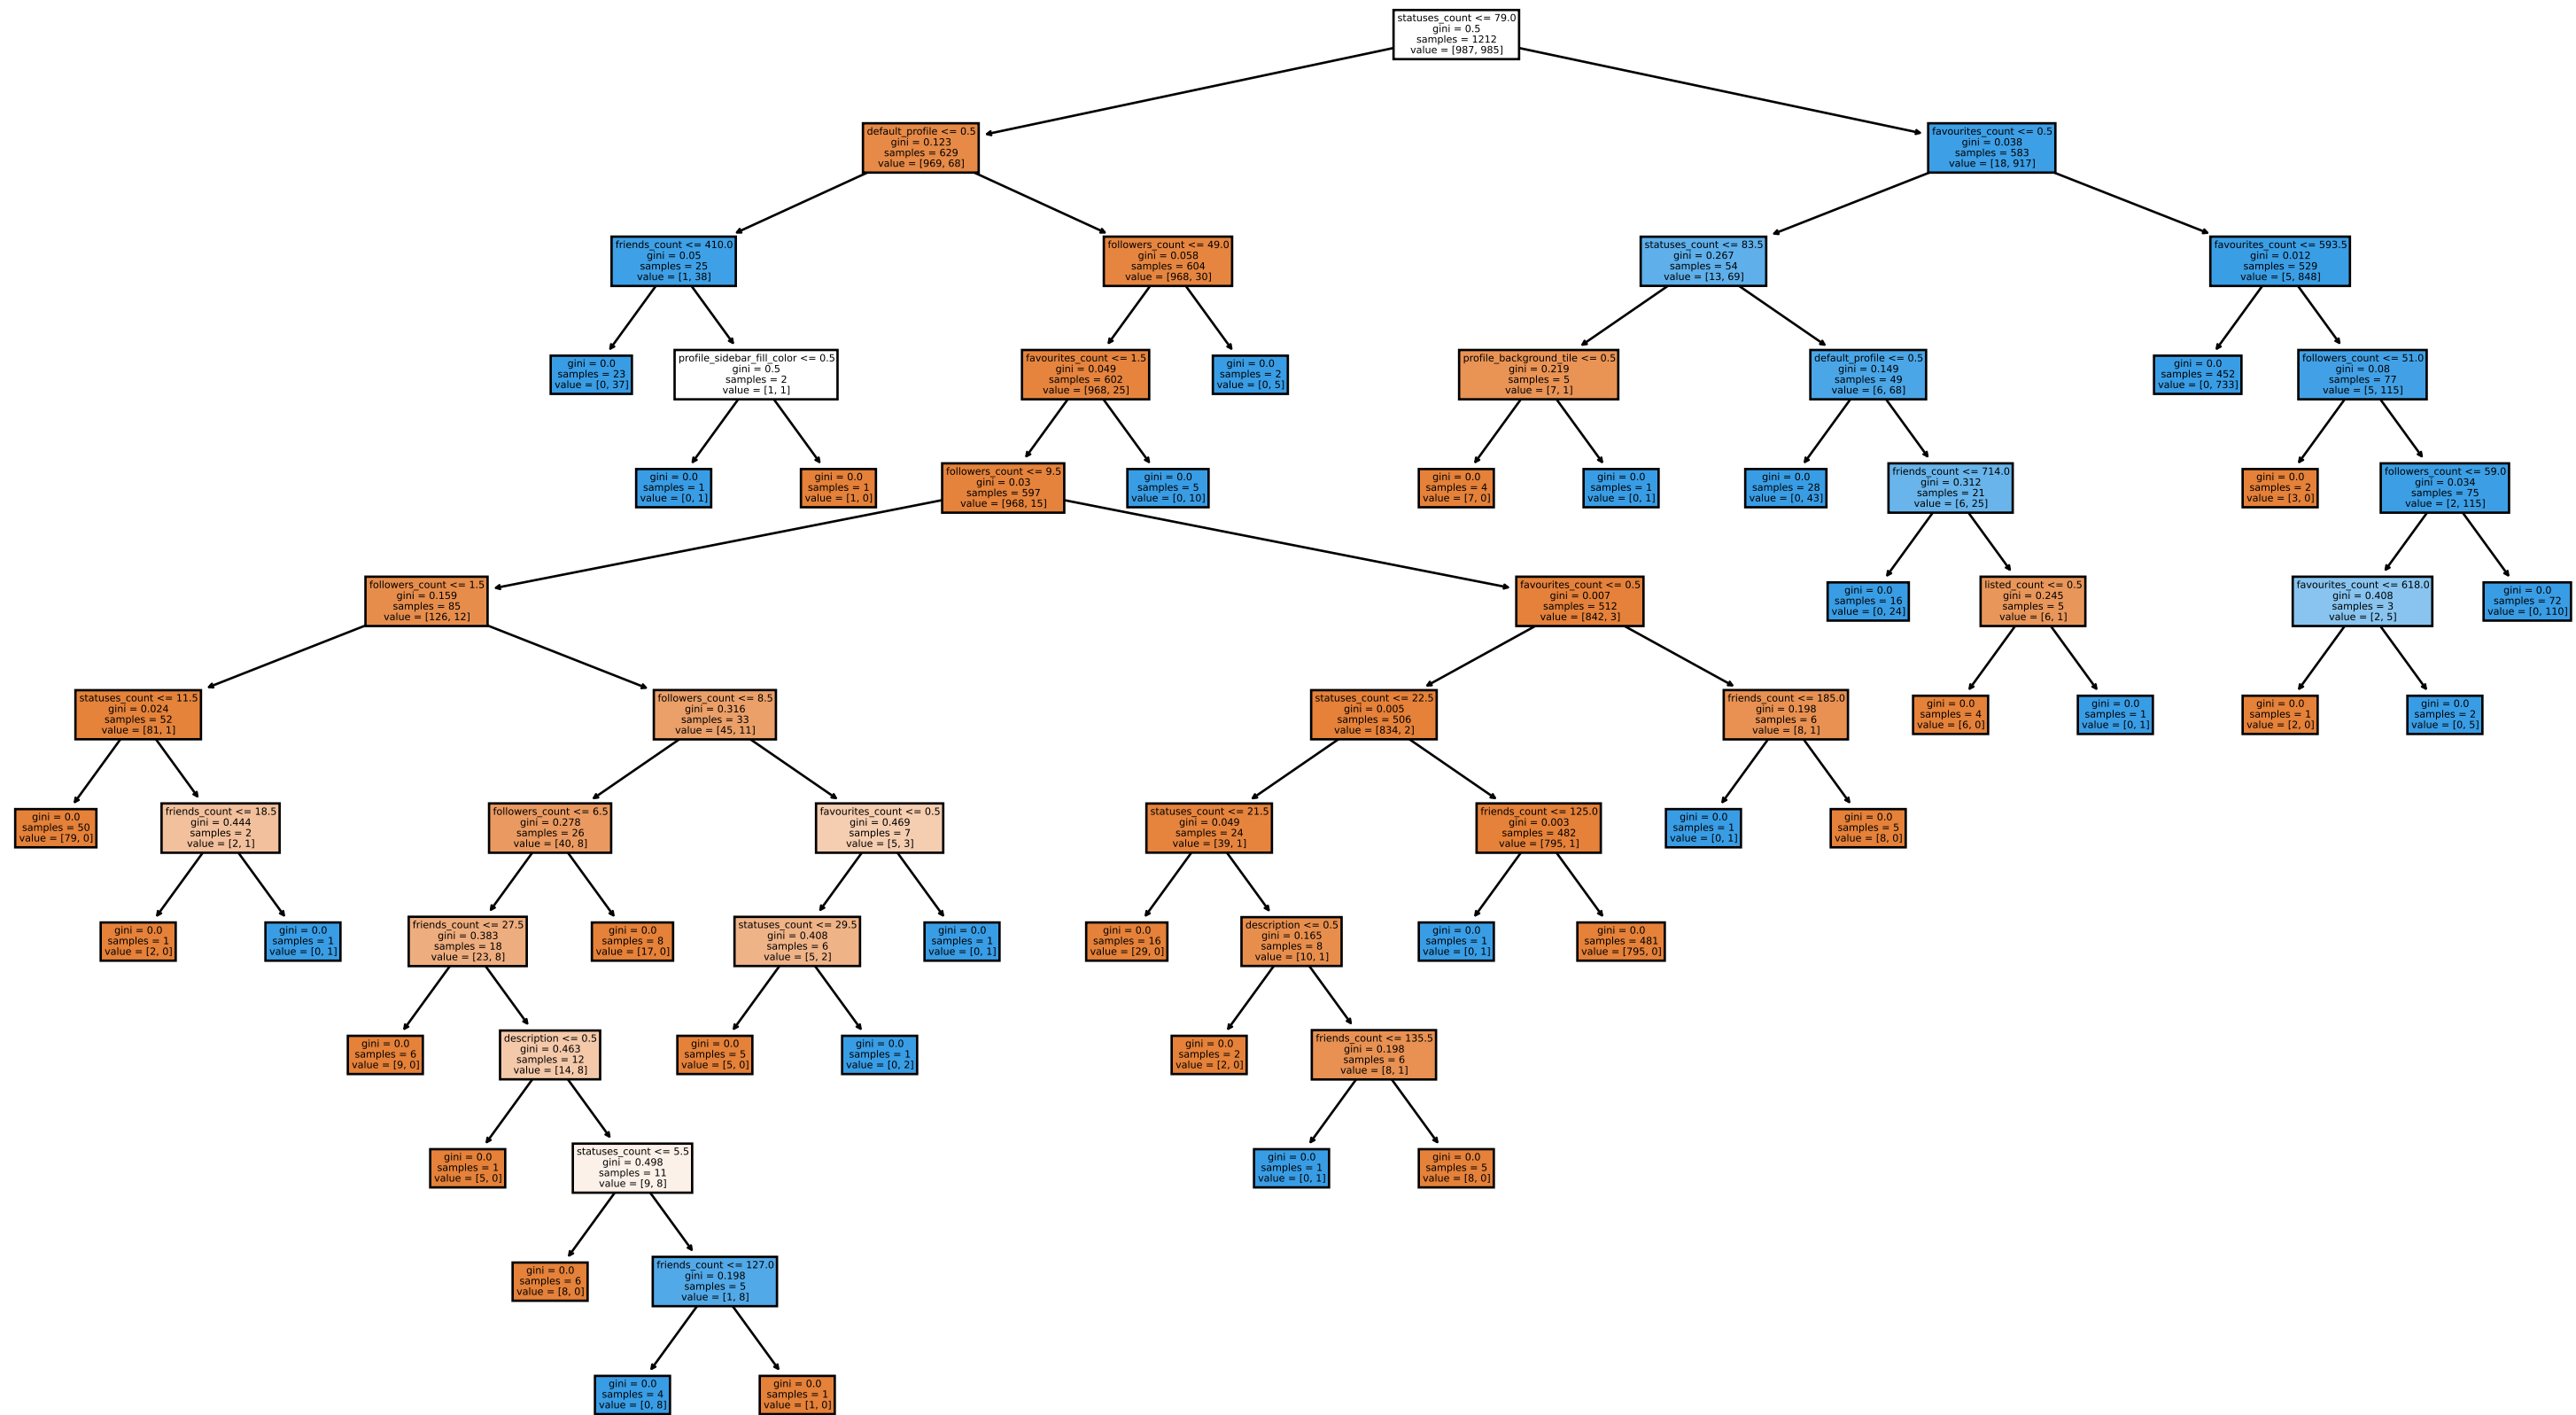 statuses_count <= 79.0
gini = 0.5
samples = 1212
value = [987, 985]
default_profile <= 0.5
gini = 0.123
samples = 629
value = [969, 68]
favourites_count <= 0.5
gini = 0.038
samples = 583
value = [18, 917]
friends_count <= 410.0
gini = 0.05
samples = 25
value = [1, 38]
followers_count <= 49.0
gini = 0.058
samples = 604
value = [968, 30]
statuses_count <= 83.5
gini = 0.267
samples = 54
value = [13, 69]
favourites_count <= 593.5
gini = 0.012
samples = 529
value = [5, 848]
gini = 0.0
samples = 23
value = [0, 37]
profile_sidebar_fill_color <= 0.5
gini = 0.5
samples = 2
value = [1, 1]
favourites_count <= 1.5
gini = 0.049
samples = 602
value = [968, 25]
gini = 0.0
samples = 2
value = [0, 5]
profile_background_tile <= 0.5
gini = 0.219
samples = 5
value = [7, 1]
default_profile <= 0.5
gini = 0.149
samples = 49
value = [6, 68]
gini = 0.0
samples = 452
value = [0, 733]
followers_count <= 51.0
gini = 0.08
samples = 77
value = [5, 115]
gini = 0.0
samples = 1
value = [0, 1]
gini = 0.0
samples = 1
value = [1, 0]
followers_count <= 9.5
gini = 0.03
samples = 597
value = [968, 15]
gini = 0.0
samples = 5
value = [0, 10]
gini = 0.0
samples = 4
value = [7, 0]
gini = 0.0
samples = 1
value = [0, 1]
gini = 0.0
samples = 28
value = [0, 43]
friends_count <= 714.0
gini = 0.312
samples = 21
value = [6, 25]
gini = 0.0
samples = 2
value = [3, 0]
followers_count <= 59.0
gini = 0.034
samples = 75
value = [2, 115]
followers_count <= 1.5
gini = 0.159
samples = 85
value = [126, 12]
favourites_count <= 0.5
gini = 0.007
samples = 512
value = [842, 3]
gini = 0.0
samples = 16
value = [0, 24]
listed_count <= 0.5
gini = 0.245
samples = 5
value = [6, 1]
favourites_count <= 618.0
gini = 0.408
samples = 3
value = [2, 5]
gini = 0.0
samples = 72
value = [0, 110]
statuses_count <= 11.5
gini = 0.024
samples = 52
value = [81, 1]
followers_count <= 8.5
gini = 0.316
samples = 33
value = [45, 11]
statuses_count <= 22.5
gini = 0.005
samples = 506
value = [834, 2]
friends_count <= 185.0
gini = 0.198
samples = 6
value = [8, 1]
gini = 0.0
samples = 4
value = [6, 0]
gini = 0.0
samples = 1
value = [0, 1]
gini = 0.0
samples = 1
value = [2, 0]
gini = 0.0
samples = 2
value = [0, 5]
gini = 0.0
samples = 50
value = [79, 0]
friends_count <= 18.5
gini = 0.444
samples = 2
value = [2, 1]
followers_count <= 6.5
gini = 0.278
samples = 26
value = [40, 8]
favourites_count <= 0.5
gini = 0.469
samples = 7
value = [5, 3]
statuses_count <= 21.5
gini = 0.049
samples = 24
value = [39, 1]
friends_count <= 125.0
gini = 0.003
samples = 482
value = [795, 1]
gini = 0.0
samples = 1
value = [0, 1]
gini = 0.0
samples = 5
value = [8, 0]
gini = 0.0
samples = 1
value = [2, 0]
gini = 0.0
samples = 1
value = [0, 1]
friends_count <= 27.5
gini = 0.383
samples = 18
value = [23, 8]
gini = 0.0
samples = 8
value = [17, 0]
statuses_count <= 29.5
gini = 0.408
samples = 6
value = [5, 2]
gini = 0.0
samples = 1
value = [0, 1]
gini = 0.0
samples = 16
value = [29, 0]
description <= 0.5
gini = 0.165
samples = 8
value = [10, 1]
gini = 0.0
samples = 1
value = [0, 1]
gini = 0.0
samples = 481
value = [795, 0]
gini = 0.0
samples = 6
value = [9, 0]
description <= 0.5
gini = 0.463
samples = 12
value = [14, 8]
gini = 0.0
samples = 5
value = [5, 0]
gini = 0.0
samples = 1
value = [0, 2]
gini = 0.0
samples = 2
value = [2, 0]
friends_count <= 135.5
gini = 0.198
samples = 6
value = [8, 1]
gini = 0.0
samples = 1
value = [5, 0]
statuses_count <= 5.5
gini = 0.498
samples = 11
value = [9, 8]
gini = 0.0
samples = 1
value = [0, 1]
gini = 0.0
samples = 5
value = [8, 0]
gini = 0.0
samples = 6
value = [8, 0]
friends_count <= 127.0
gini = 0.198
samples = 5
value = [1, 8]
gini = 0.0
samples = 4
value = [0, 8]
gini = 0.0
samples = 1
value = [1, 0]